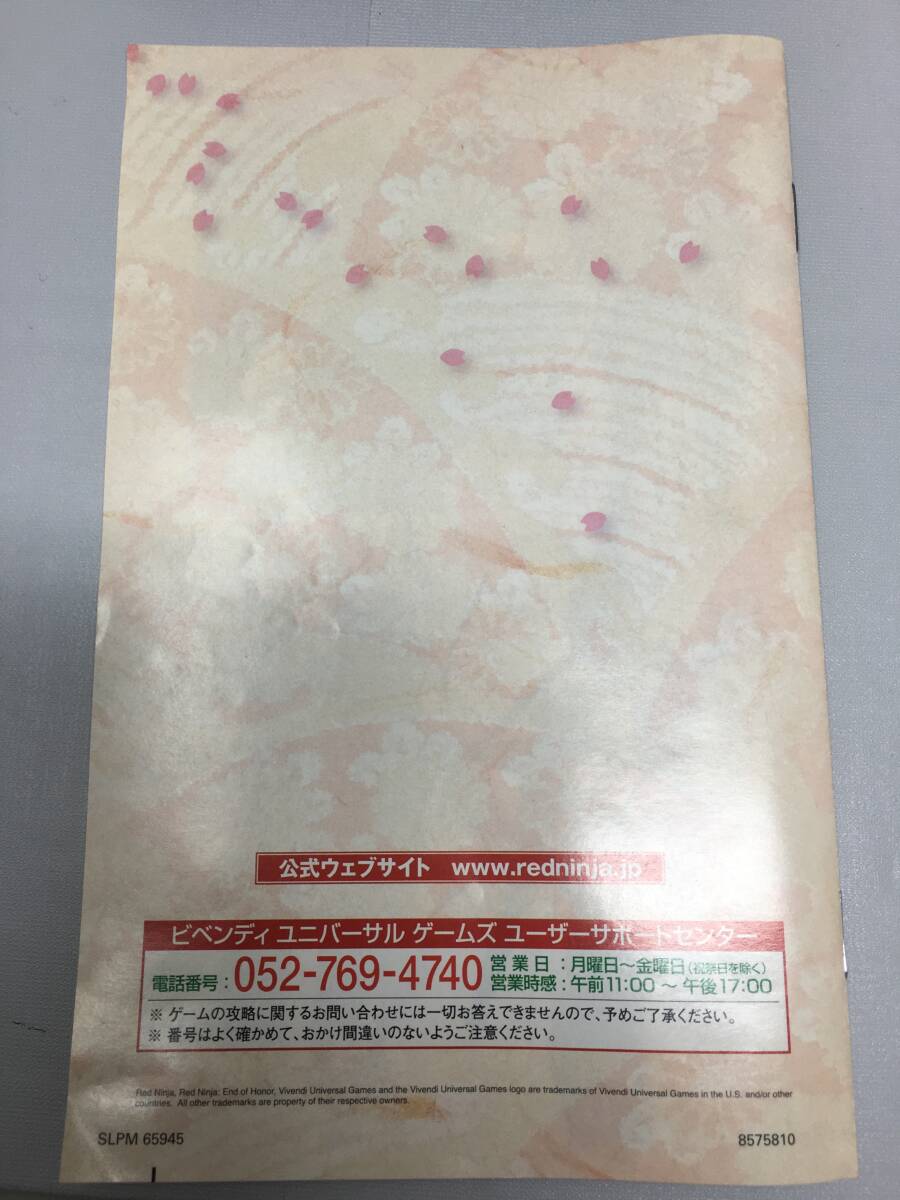 公式ウェブサイト www.redninja.jp
ビベンディ ユニバーサル ゲームズ ユーザーサポートセンター
電話番号：052-769-4740 営業日：月曜日～金曜日（祝祭日を除く）
営業時感：午前11:00 ～ 午後17:00
※ ゲームの攻略に関するお問い合わせには一切お答えできませんので、予めご了承ください。
※ 番号はよく確かめて、おかけ間違いのないようご注意ください。
Red Ninja, Red Ninja: End of Honor, Vivendi Universal Games and the Vivendi Universal Games logo are trademarks of Vivendi Universal Games in the U.S. and/or other
countries. All other trademarks are property of their respective owners.
SLPM 65945 8575810